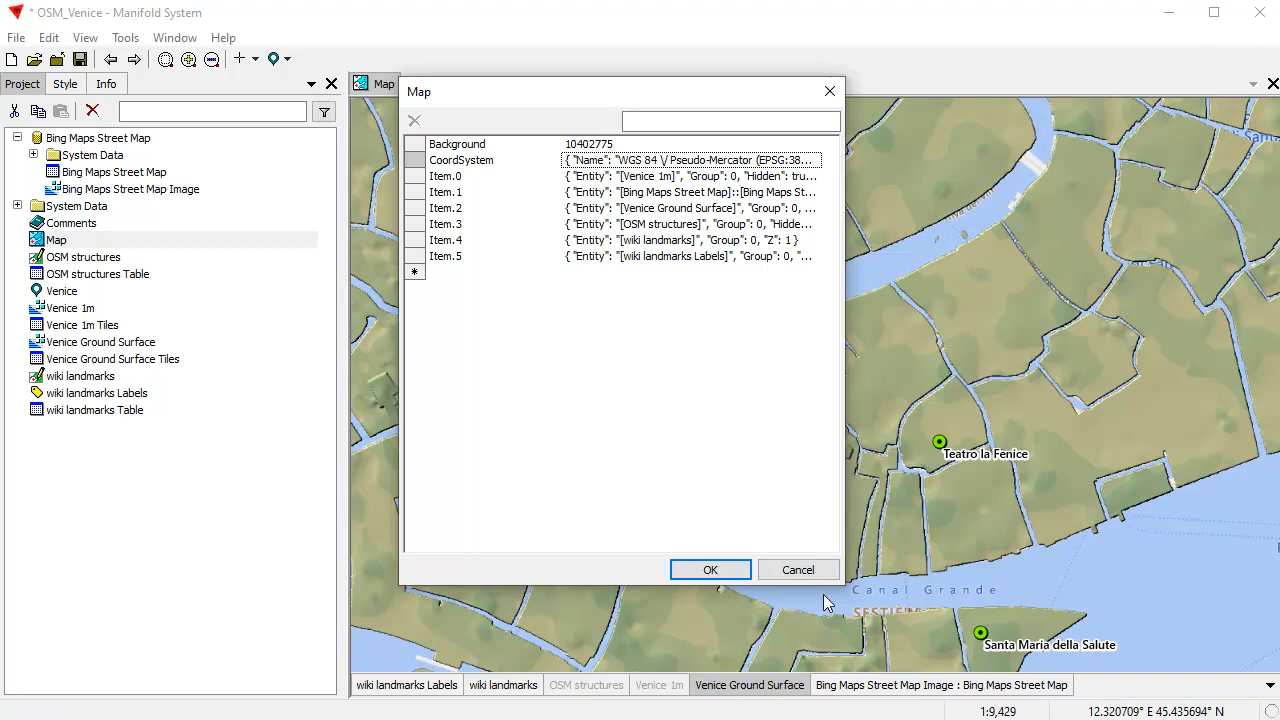 * OSM_Venice - Manifold System
File Edit View Tools Window Help
Project Style Info
Bing Maps Street Map
System Data
Bing Maps Street Map
Bing Maps Street Map Image
System Data
Comments
Map
OSM structures
OSM structures Table
Venice
Venice 1m
Venice 1m Tiles
Venice Ground Surface
Venice Ground Surface Tiles
wiki landmarks
wiki landmarks Labels
wiki landmarks Table
Map
Map
Background 10402775
CoordSystem { "Name": "WGS 84 \/ Pseudo-Mercator (EPSG:38...
Item.0 { "Entity": "[Venice 1m]", "Group": 0, "Hidden": tru...
Item.1 { "Entity": "[Bing Maps Street Map]::[Bing Maps St...
Item.2 { "Entity": "[Venice Ground Surface]", "Group": 0, ...
Item.3 { "Entity": "[OSM structures]", "Group": 0, "Hidde...
Item.4 { "Entity": "[wiki landmarks]", "Group": 0, "Z": 1 }
Item.5 { "Entity": "[wiki landmarks Labels]", "Group": 0, "...
*
OK Cancel
Teatro la Fenice
Canal Grande
Santa Maria della Salute
wiki landmarks Labels wiki landmarks OSM structures Venice 1m Venice Ground Surface Bing Maps Street Map Image : Bing Maps Street Map
1:9,429 12.320709° E 45.435694° N